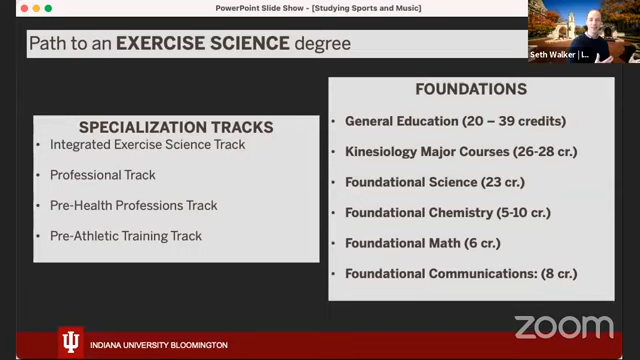 PowerPoint Slide Show - [Studying Sports and Music]
Path to an EXERCISE SCIENCE degree
Seth Walker | L...
SPECIALIZATION TRACKS
• Integrated Exercise Science Track
• Professional Track
• Pre-Health Professions Track
• Pre-Athletic Training Track
FOUNDATIONS
• General Education (20 – 39 credits)
• Kinesiology Major Courses (26-28 cr.)
• Foundational Science (23 cr.)
• Foundational Chemistry (5-10 cr.)
• Foundational Math (6 cr.)
• Foundational Communications: (8 cr.)
INDIANA UNIVERSITY BLOOMINGTON
zoom